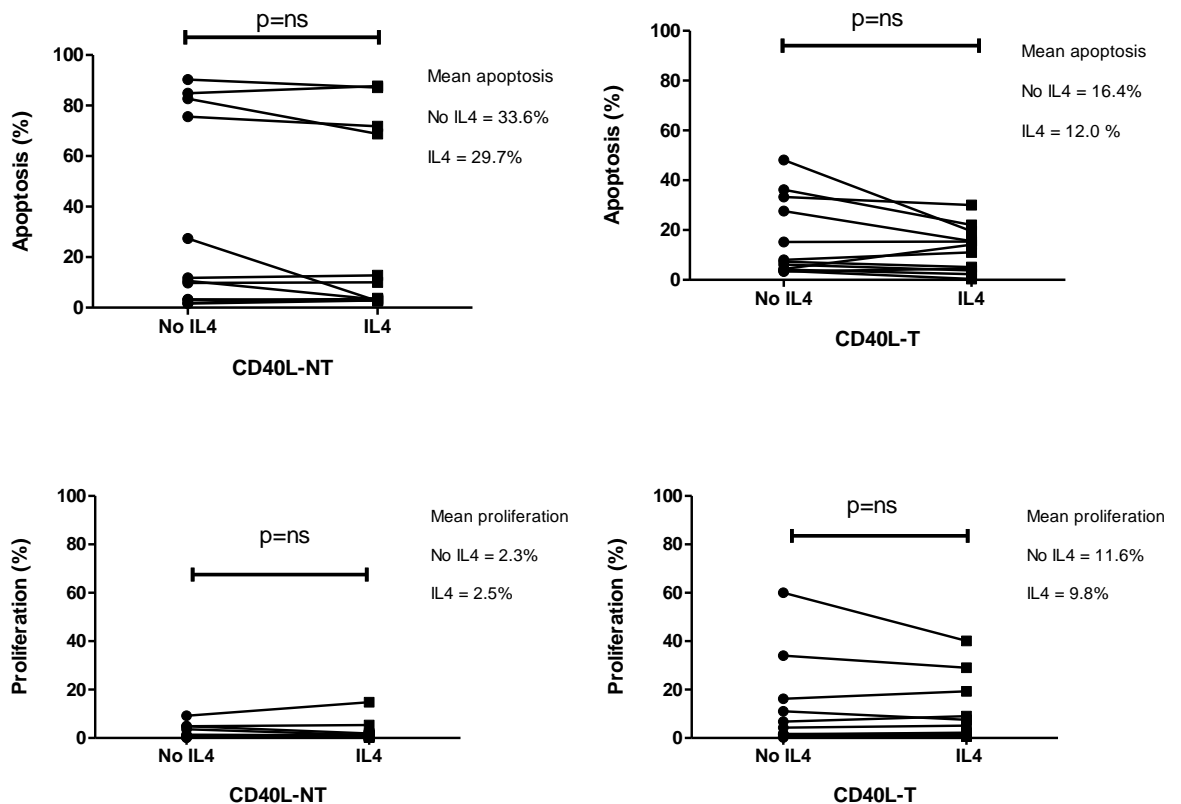 p=ns
100
80
60
40
20
0
Apoptosis (%)
No IL4
IL4
CD40L-NT
Mean apoptosis
No IL4 = 33.6%
IL4 = 29.7%
p=ns
100
80
60
40
20
0
Apoptosis (%)
No IL4
IL4
CD40L-T
Mean apoptosis
No IL4 = 16.4%
IL4 = 12.0 %
p=ns
100
80
60
40
20
0
Proliferation (%)
No IL4
IL4
CD40L-NT
Mean proliferation
No IL4 = 2.3%
IL4 = 2.5%
p=ns
100
80
60
40
20
0
Proliferation (%)
No IL4
IL4
CD40L-T
Mean proliferation
No IL4 = 11.6%
IL4 = 9.8%